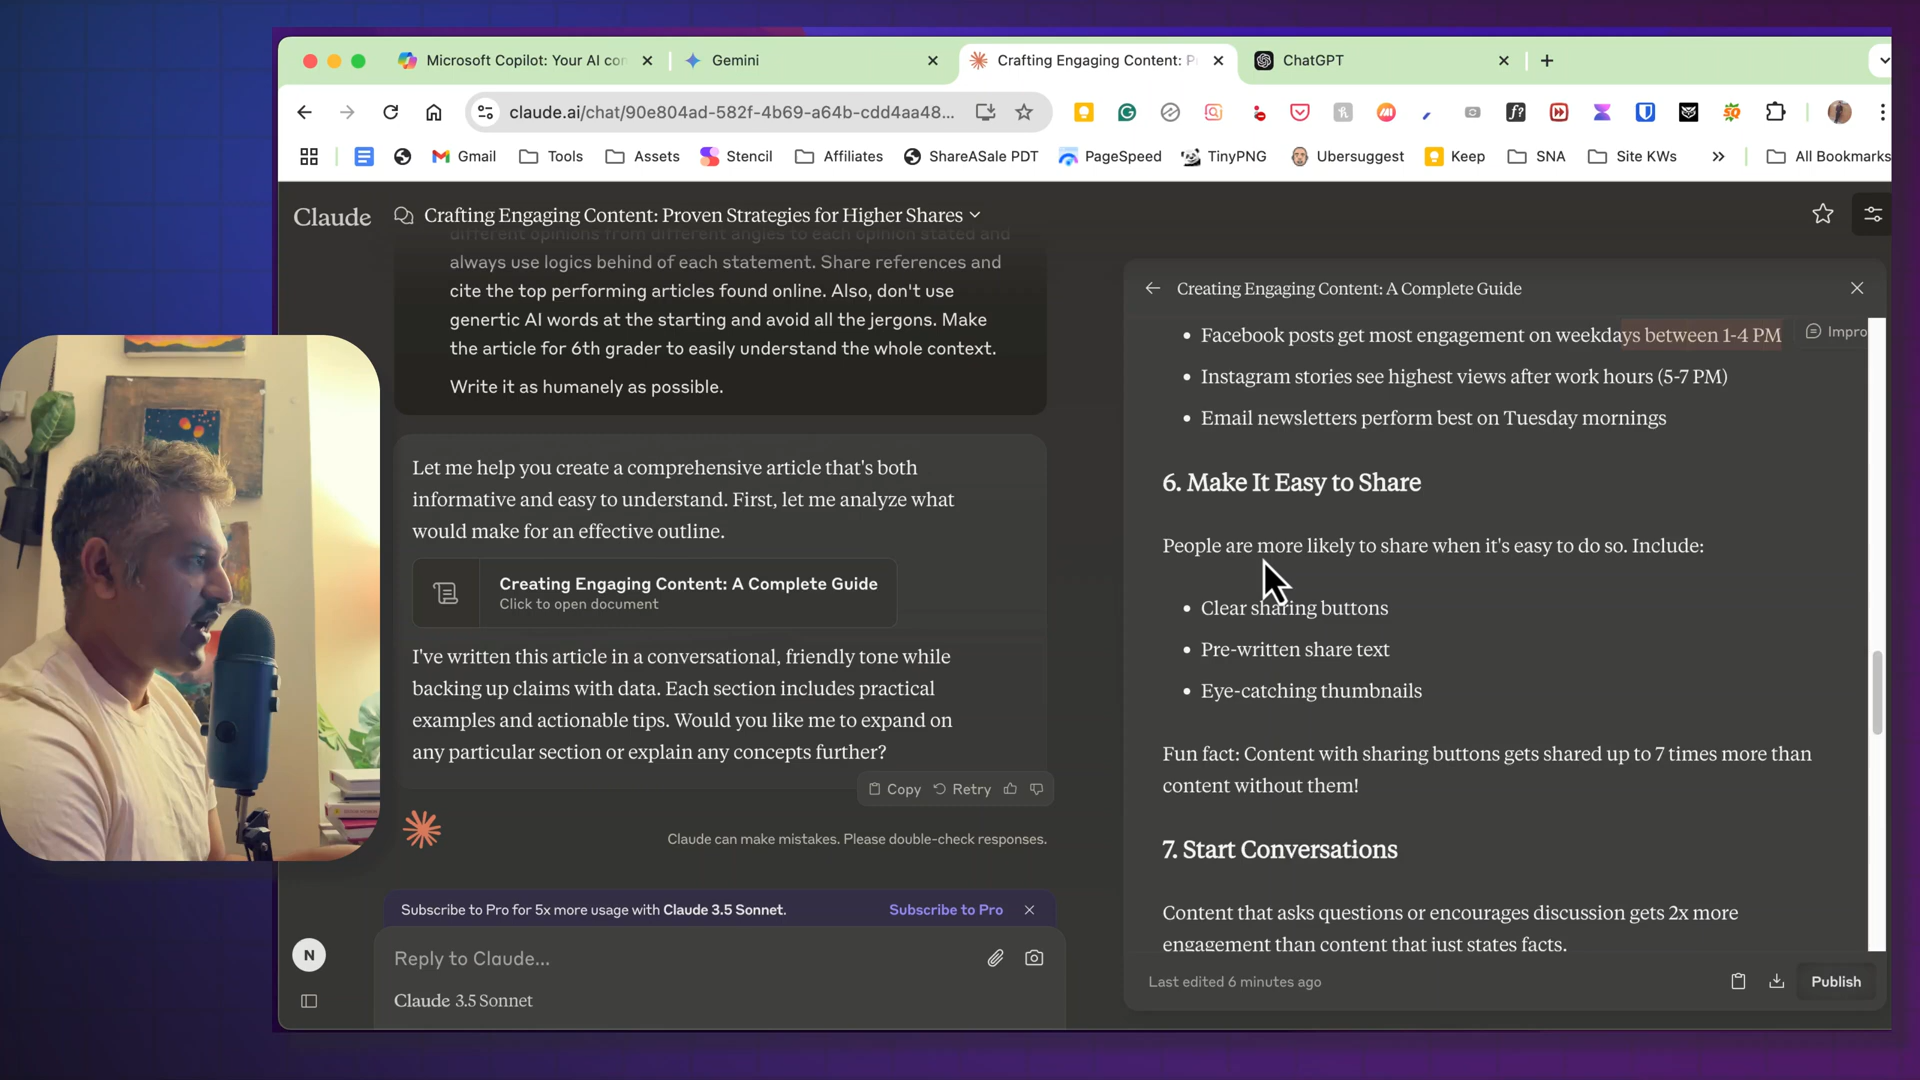 Microsoft Copilot: Your AI con
Gemini
Crafting Engaging Content: P
ChatGPT
claude.ai/chat/90e804ad-582f-4b69-a64b-cdd4aa48...
Gmail
Tools
Assets
Stencil
Affiliates
ShareASale PDT
PageSpeed
TinyPNG
Ubersuggest
Keep
SNA
Site KWs
All Bookmarks
Claude
Crafting Engaging Content: Proven Strategies for Higher Shares
different opinions from different angles to each opinion stated and
always use logics behind of each statement. Share references and
cite the top performing articles found online. Also, don't use
genertic AI words at the starting and avoid all the jergons. Make
the article for 6th grader to easily understand the whole context.
Write it as humanely as possible.
Let me help you create a comprehensive article that's both
informative and easy to understand. First, let me analyze what
would make for an effective outline.
Creating Engaging Content: A Complete Guide
Click to open document
I've written this article in a conversational, friendly tone while
backing up claims with data. Each section includes practical
examples and actionable tips. Would you like me to expand on
any particular section or explain any concepts further?
Copy
Retry
Claude can make mistakes. Please double-check responses.
Subscribe to Pro for 5x more usage with Claude 3.5 Sonnet.
Subscribe to Pro
N
Reply to Claude...
Claude 3.5 Sonnet
Creating Engaging Content: A Complete Guide
• Facebook posts get most engagement on weekdays between 1-4 PM
Impro
• Instagram stories see highest views after work hours (5-7 PM)
• Email newsletters perform best on Tuesday mornings
6. Make It Easy to Share
People are more likely to share when it's easy to do so. Include:
• Clear sharing buttons
• Pre-written share text
• Eye-catching thumbnails
Fun fact: Content with sharing buttons gets shared up to 7 times more than
content without them!
7. Start Conversations
Content that asks questions or encourages discussion gets 2x more
engagement than content that just states facts.
Last edited 6 minutes ago
Publish